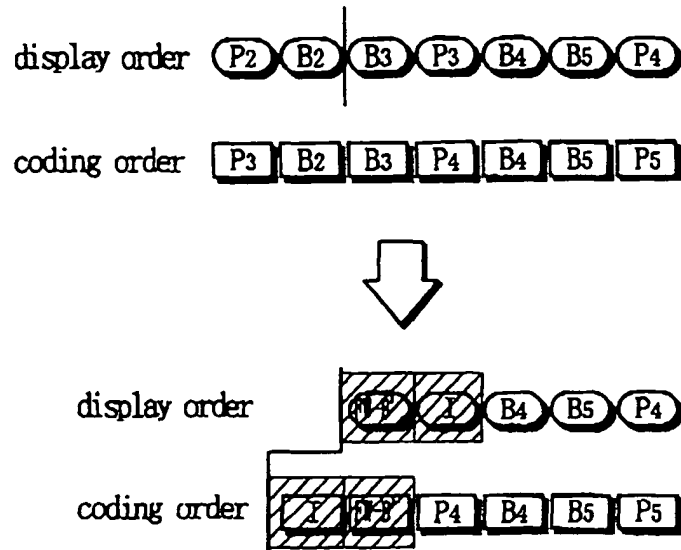 display order P2 B2 B3 P3 B4 B5 P4
coding order P3 B2 B3 P4 B4 B5 P5
display order I B4 B5 P4
coding order I P4 B4 B5 P5